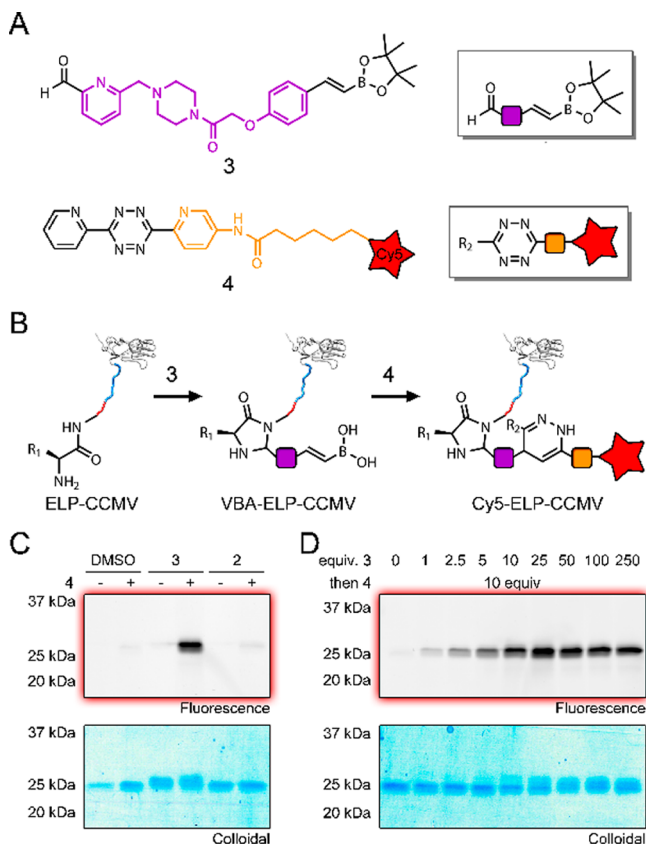 A
O
H
N
N
N
O
O
B
O
O
3
O
H
B
O
O
N
N
N
N
N
N
H
N
O
Cy5
4
R2
N
N
N
N
B
3
4
R1
HN
O
NH2
O
R1
N
HN
B
OH
OH
O
R1
N
HN
R2
N
NH
ELP-CCMV
VBA-ELP-CCMV
Cy5-ELP-CCMV
C
DMSO 3 2
4 - + - + - +
37 kDa
25 kDa
20 kDa
Fluorescence
37 kDa
25 kDa
20 kDa
Colloidal
D
equiv. 3 0 1 2.5 5 10 25 50 100 250
then 4 10 equiv
37 kDa
25 kDa
20 kDa
Fluorescence
37 kDa
25 kDa
20 kDa
Colloidal